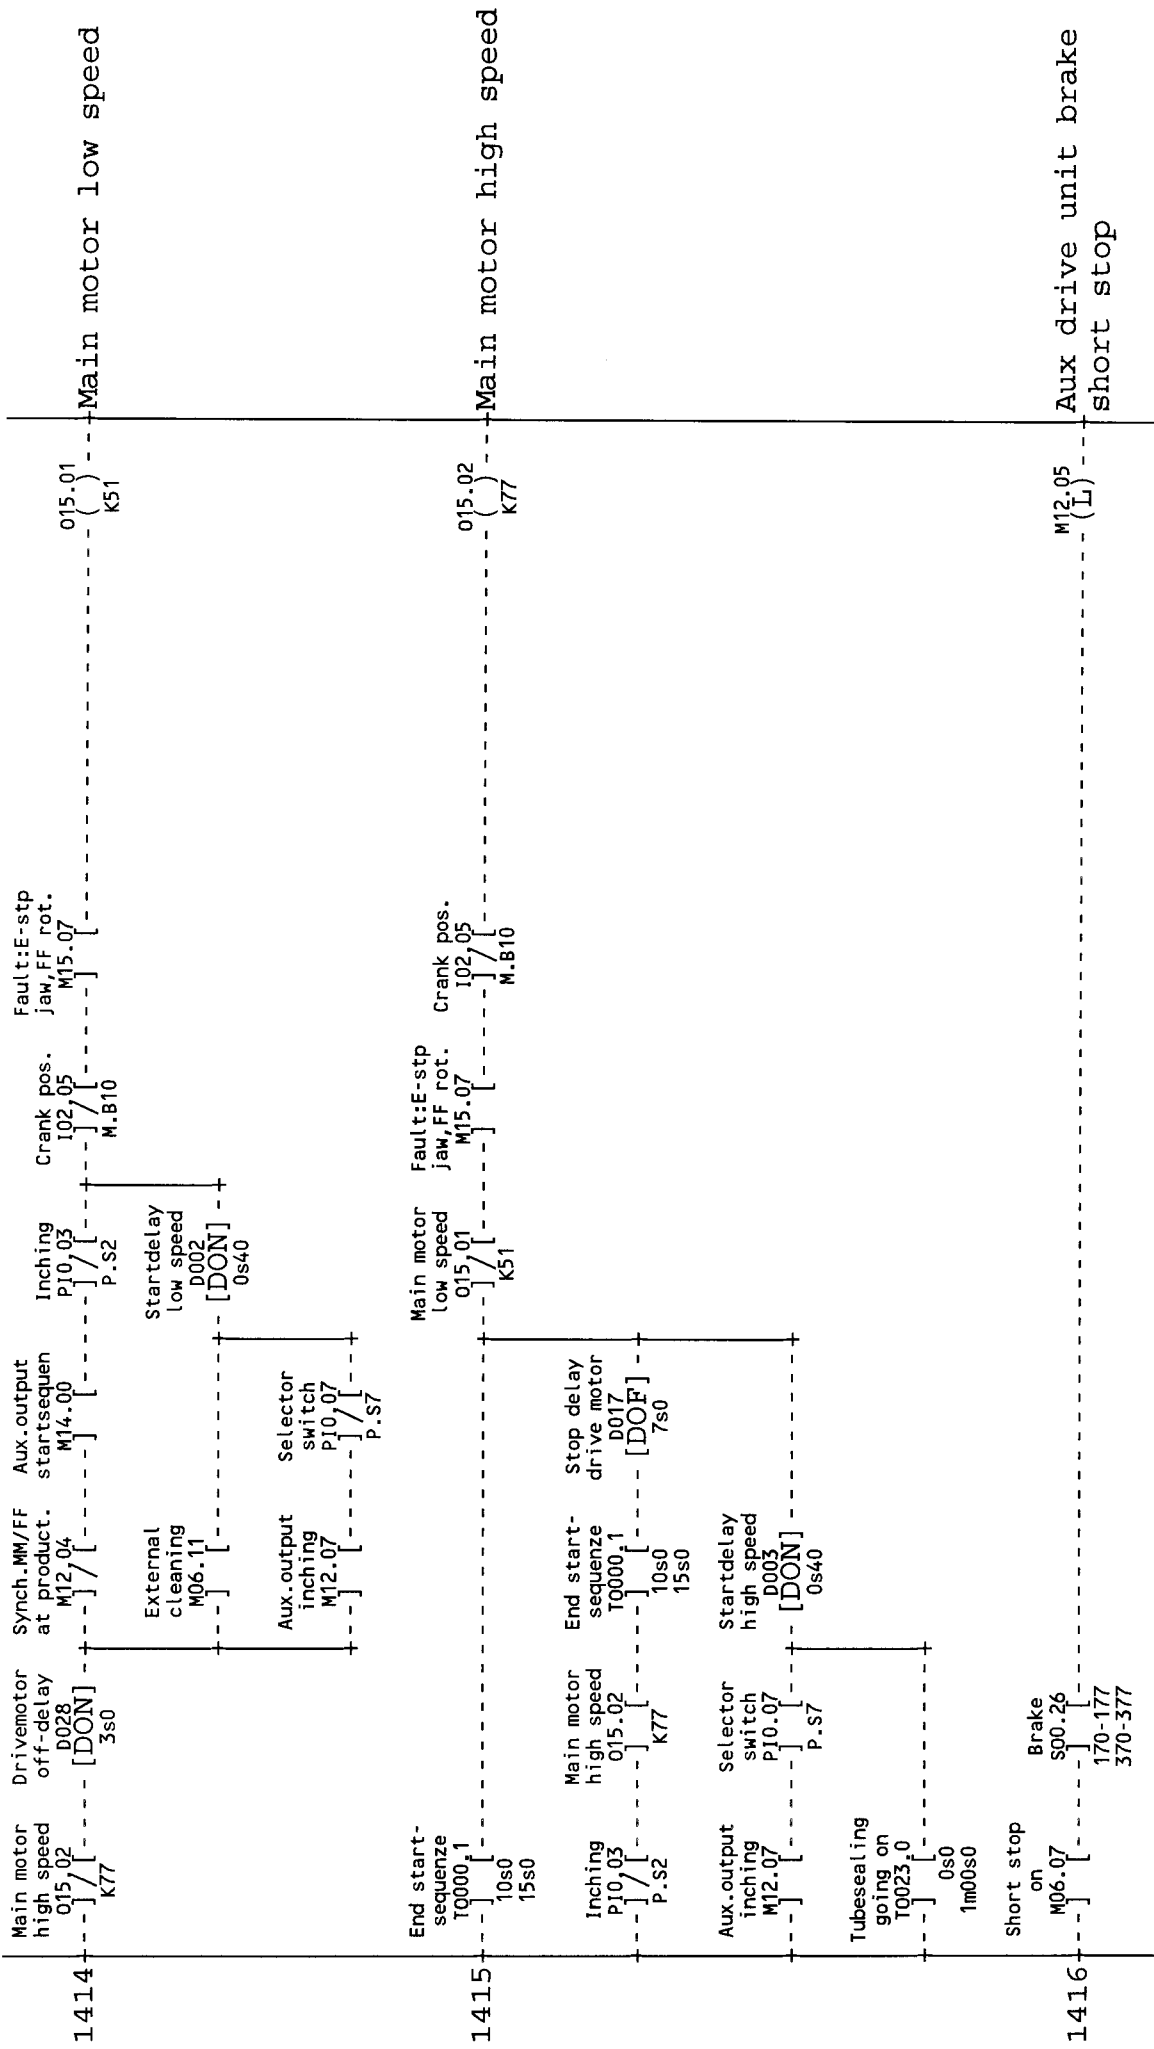 1414
Main motor
high speed
O15.02
]/[
K77
Drivemotor
off-delay
D028
[DON]
3s0
Synch.MM/FF
at product.
M12.04
]/[
Aux.output
startsequen
M14.00
] [
Inching
PI0.03
]/[
P.S2
Crank pos.
I02.05
]/[
M.B10
Fault:E-stp
jaw,FF rot.
M15.07
] [
O15.01
( )
K51
Main motor low speed
External
cleaning
M06.11
] [
Startdelay
low speed
D002
[DON]
0s40
Aux.output
inching
M12.07
] [
Selector
switch
PI0.07
]/[
P.S7
1415
End start-
sequenze
T0000.1
] [
10s0
15s0
Main motor
low speed
O15.01
]/[
K51
Fault:E-stp
jaw,FF rot.
M15.07
] [
Crank pos.
I02.05
]/[
M.B10
O15.02
( )
K77
Main motor high speed
Inching
PI0.03
]/[
P.S2
Main motor
high speed
O15.02
] [
K77
End start-
sequenze
T0000.1
] [
10s0
15s0
Stop delay
drive motor
D017
[DOF]
7s0
Aux.output
inching
M12.07
] [
Selector
switch
PI0.07
] [
P.S7
Startdelay
high speed
D003
[DON]
0s40
Tubesealing
going on
T0023.0
] [
0s0
1m00s0
1416
Short stop
on
M06.07
] [
Brake
SQ0.26
] [
170-177
370-377
M12.05
(L)
Aux drive unit brake
short stop